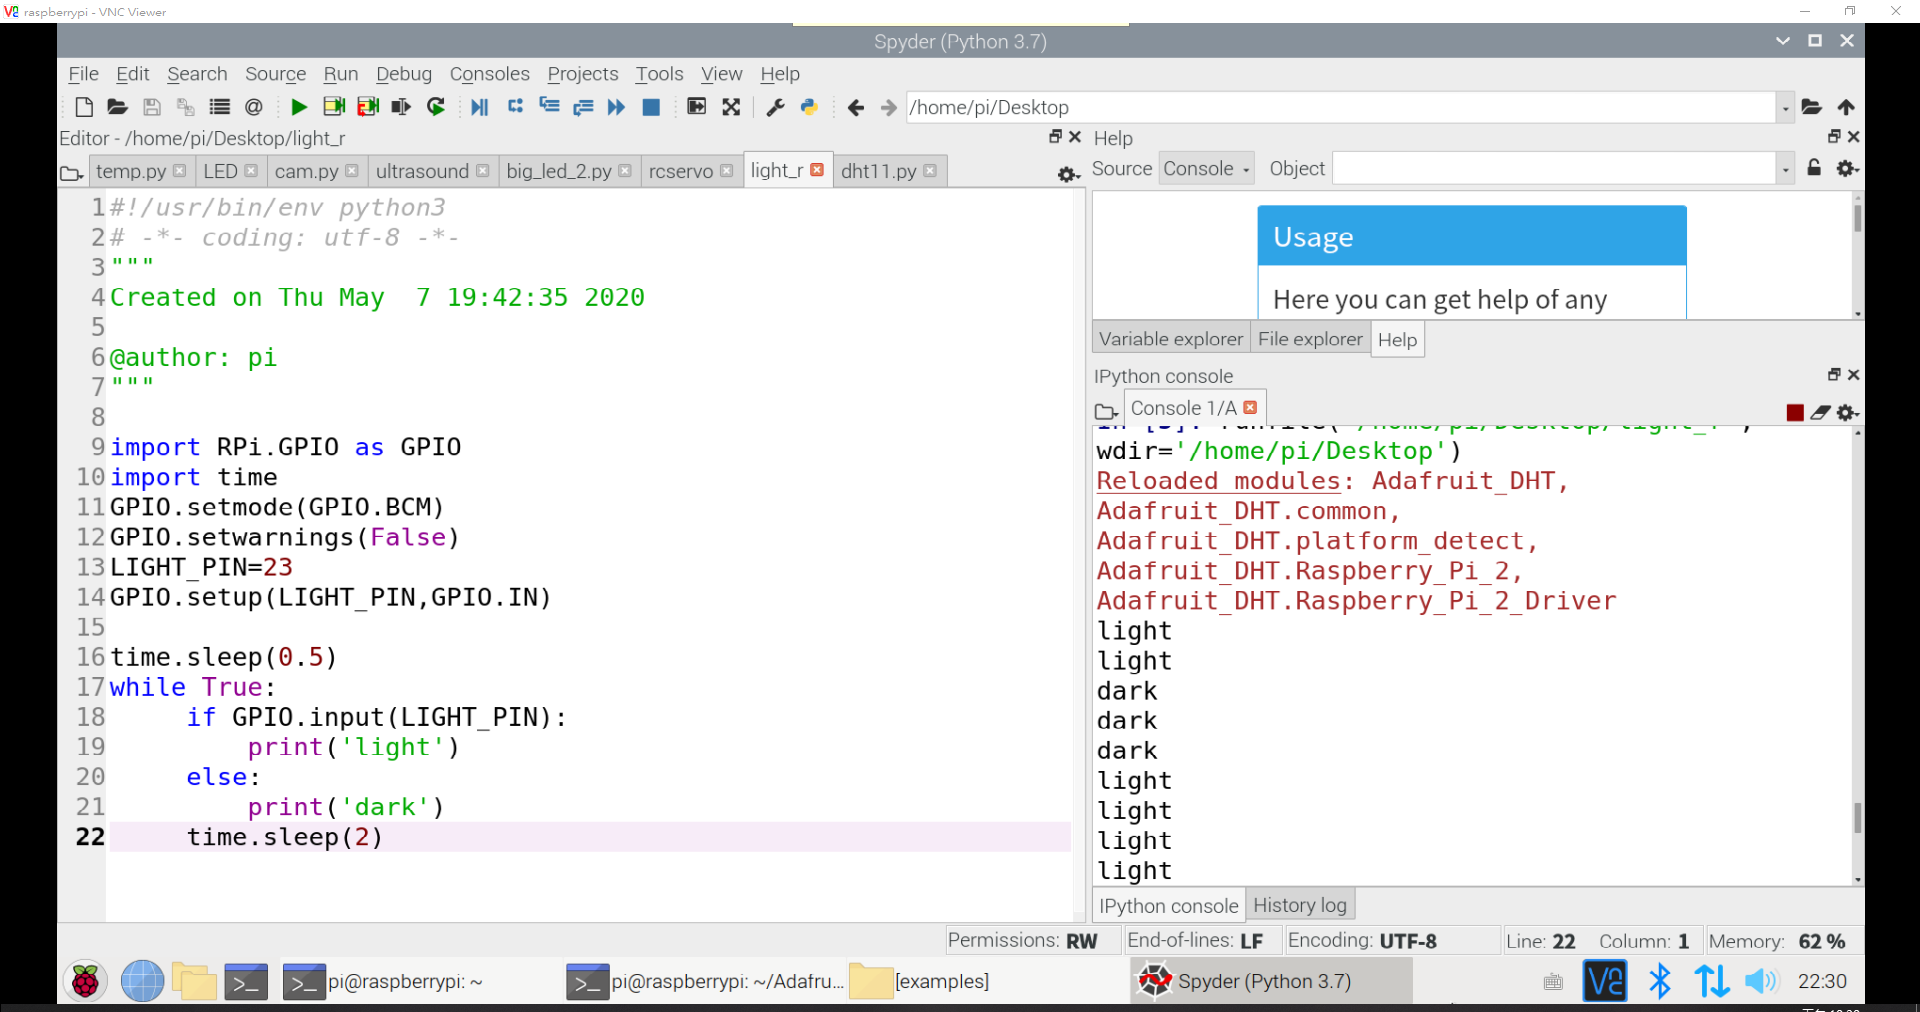 raspberrypi - VNC Viewer
Spyder (Python 3.7)
File Edit Search Source Run Debug Consoles Projects Tools View Help
/home/pi/Desktop
Editor - /home/pi/Desktop/light_r
temp.py LED cam.py ultrasound big_led_2.py rcservo light_r dht11.py
1 #!/usr/bin/env python3
2 # -*- coding: utf-8 -*-
3 """
4 Created on Thu May  7 19:42:35 2020
5
6 @author: pi
7 """
8
9 import RPi.GPIO as GPIO
10 import time
11 GPIO.setmode(GPIO.BCM)
12 GPIO.setwarnings(False)
13 LIGHT_PIN=23
14 GPIO.setup(LIGHT_PIN,GPIO.IN)
15
16 time.sleep(0.5)
17 while True:
18      if GPIO.input(LIGHT_PIN):
19          print('light')
20      else:
21          print('dark')
22      time.sleep(2)
Help
Source Console Object
Usage
Here you can get help of any
Variable explorer File explorer Help
IPython console
Console 1/A
wdir='/home/pi/Desktop')
Reloaded modules: Adafruit_DHT,
Adafruit_DHT.common,
Adafruit_DHT.platform_detect,
Adafruit_DHT.Raspberry_Pi_2,
Adafruit_DHT.Raspberry_Pi_2_Driver
light
light
dark
dark
dark
light
light
light
light
IPython console History log
Permissions: RW End-of-lines: LF Encoding: UTF-8 Line: 22 Column: 1 Memory: 62 %
pi@raspberrypi: ~ pi@raspberrypi: ~/Adafru... [examples] Spyder (Python 3.7) 22:30